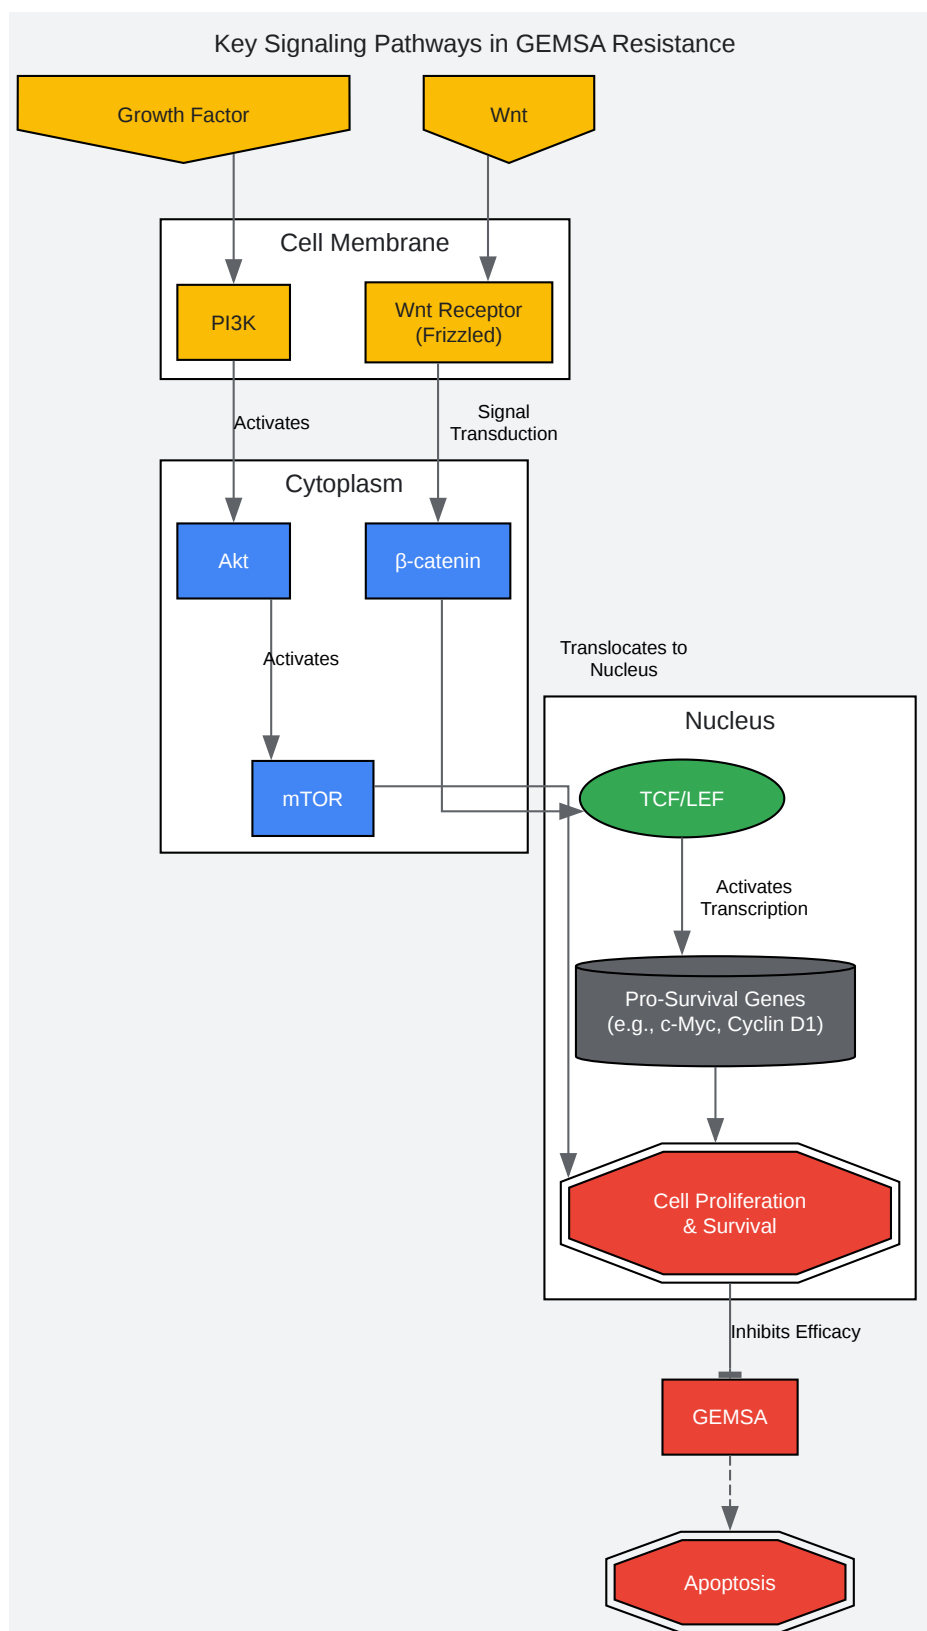 Key Signaling Pathways in GEMSA Resistance
Growth Factor
Wnt
Cell Membrane
PI3K
Wnt Receptor
(Frizzled)
Activates
Signal
Transduction
Cytoplasm
Akt
β-catenin
Activates
Translocates to
Nucleus
Nucleus
mTOR
TCF/LEF
Activates
Transcription
Pro-Survival Genes
(e.g., c-Myc, Cyclin D1)
Cell Proliferation
& Survival
Inhibits Efficacy
GEMSA
Apoptosis